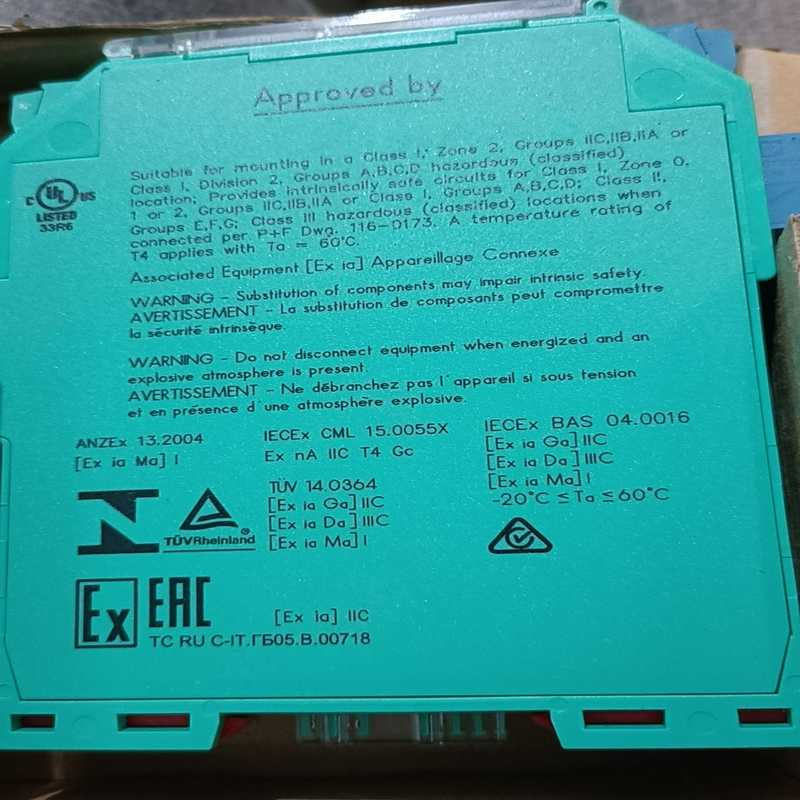 Approved by
Suitable for mounting in a Class I, Zone 2, Groups IIC,IIB,IIA or
Class I, Division 2, Groups A,B,C,D hazardous (classified)
location; Provides intrinsically safe circuits for Class I, Zone 0,
1 or 2, Groups IIC,IIB,IIA or Class I, Groups A,B,C,D; Class II,
Groups E,F,G; Class III hazardous (classified) locations when
connected per P+F Dwg. 116-0173. A temperature rating of
T4 applies with Ta = 60°C.
C UL US
LISTED
33R6
Associated Equipment [Ex ia] Appareillage Connexe
WARNING - Substitution of components may impair intrinsic safety.
AVERTISSEMENT - La substitution de composants peut compromettre
la sécurité intrinsèque.
WARNING - Do not disconnect equipment when energized and an
explosive atmosphere is present.
AVERTISSEMENT - Ne débranchez pas l'appareil si sous tension
et en présence d'une atmosphère explosive.
ANZEx 13.2004
[Ex ia Ma] I
IECEx CML 15.0055X
Ex nA IIC T4 Gc
IECEx BAS 04.0016
[Ex ia Ga] IIC
[Ex ia Da] IIIC
[Ex ia Ma] I
-20°C ≤Ta ≤60°C
TÜV 14.0364
[Ex ia Ga] IIC
[Ex ia Da] IIIC
[Ex ia Ma] I
TÜVRheinland ®
Ex EAC
[Ex ia] IIC
TC RU C-IT.ГБ05.B.00718